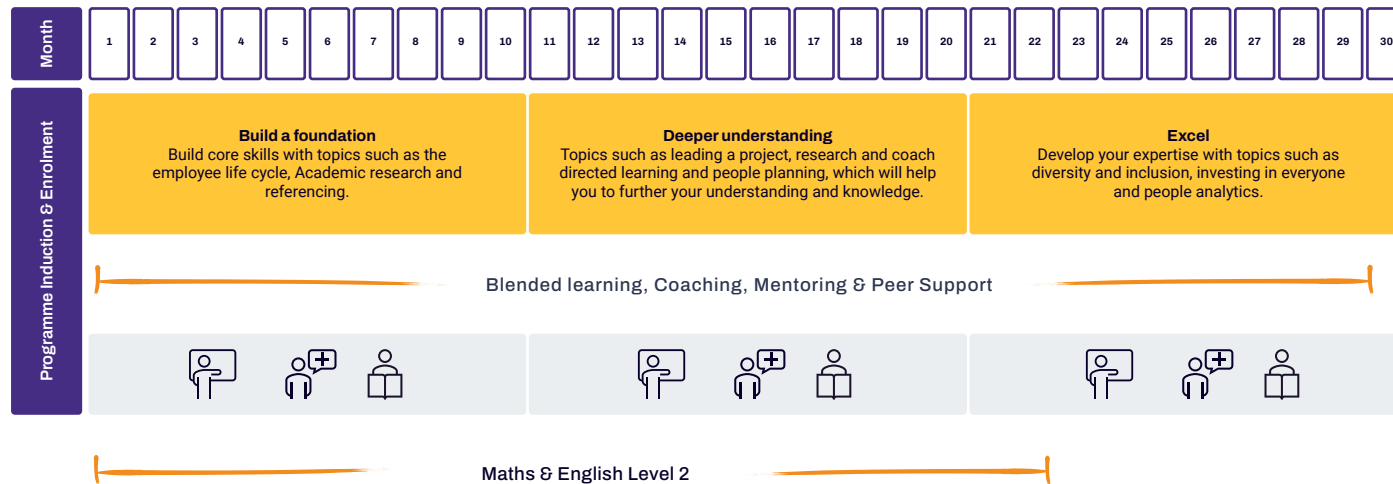 Month
1 2 3 4 5 6 7 8 9 10 11 12 13 14 15 16 17 18 19 20 21 22 23 24 25 26 27 28 29 30
Programme Induction & Enrolment
Build a foundation
Build core skills with topics such as the
employee life cycle, Academic research and
referencing.
Deeper understanding
Topics such as leading a project, research and coach
directed learning and people planning, which will help
you to further your understanding and knowledge.
Excel
Develop your expertise with topics such as
diversity and inclusion, investing in everyone
and people analytics.
Blended learning, Coaching, Mentoring & Peer Support
Maths & English Level 2